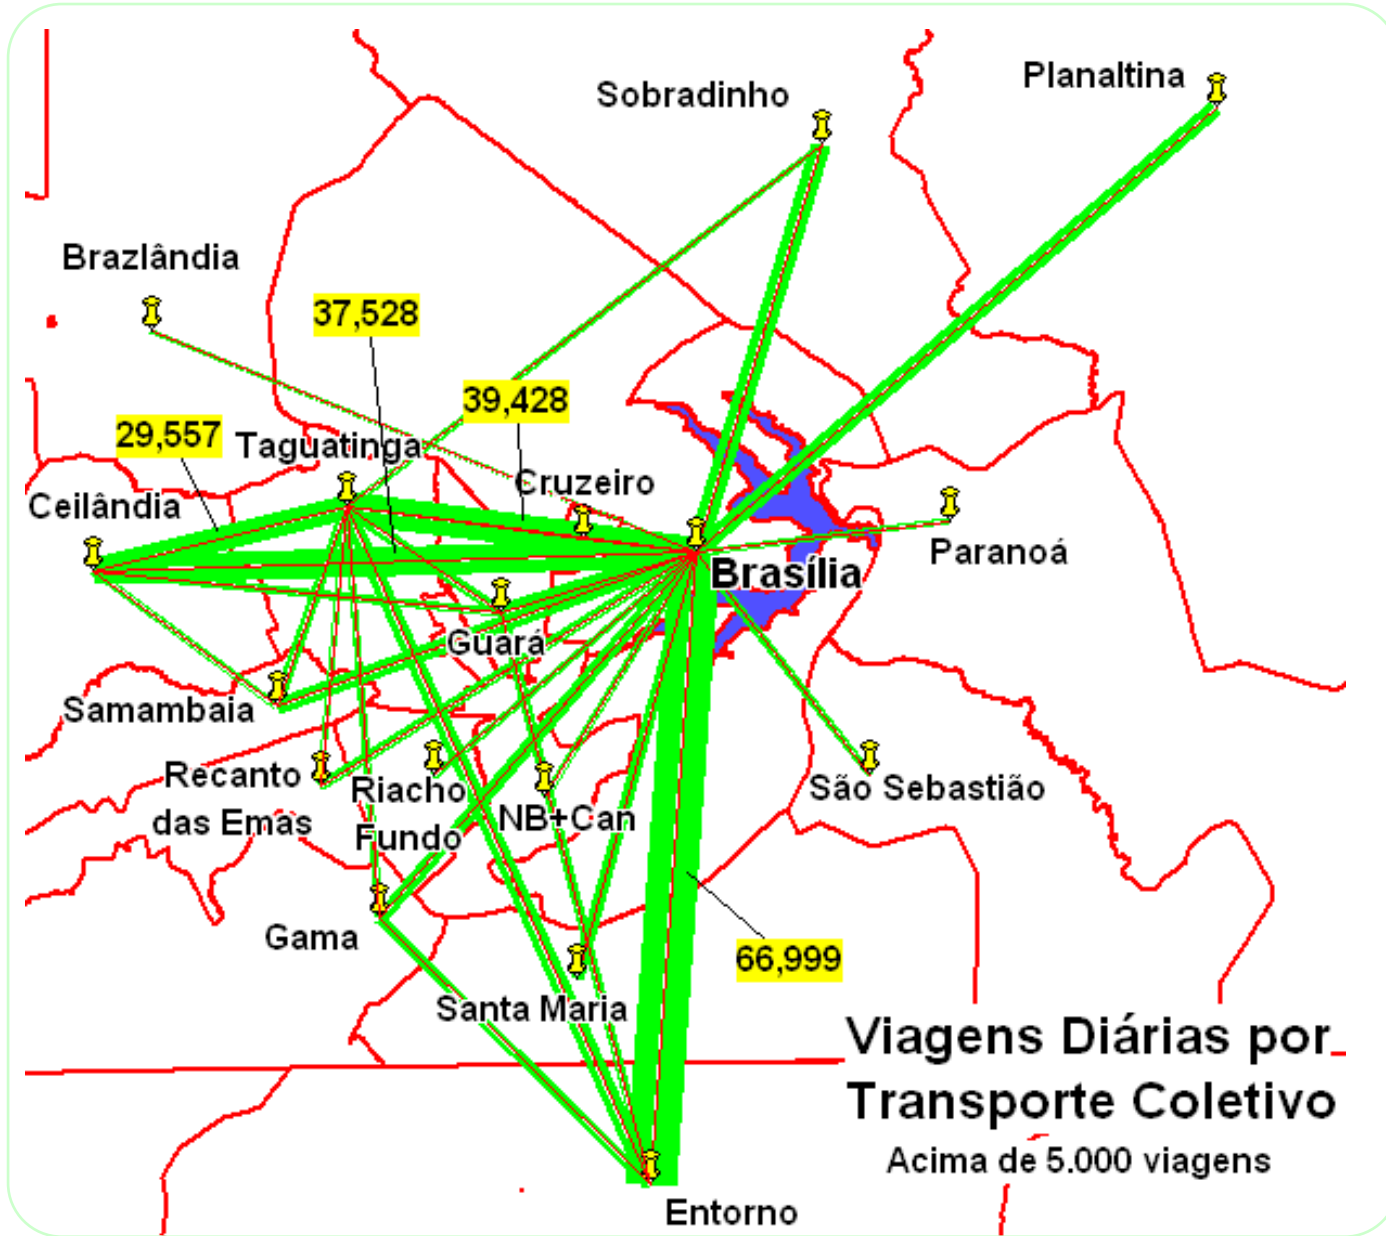 Planaltina
Sobradinho
Brazlândia
37,528
39,428
29,557
Taguatinga
Cruzeiro
Ceilândia
Paranoá
Brasília
Guará
Samambaia
Recanto
das Emas
Riacho
Fundo
NB+Can
São Sebastião
Gama
66,999
Santa Maria
Viagens Diárias por
Transporte Coletivo
Acima de 5.000 viagens
Entorno